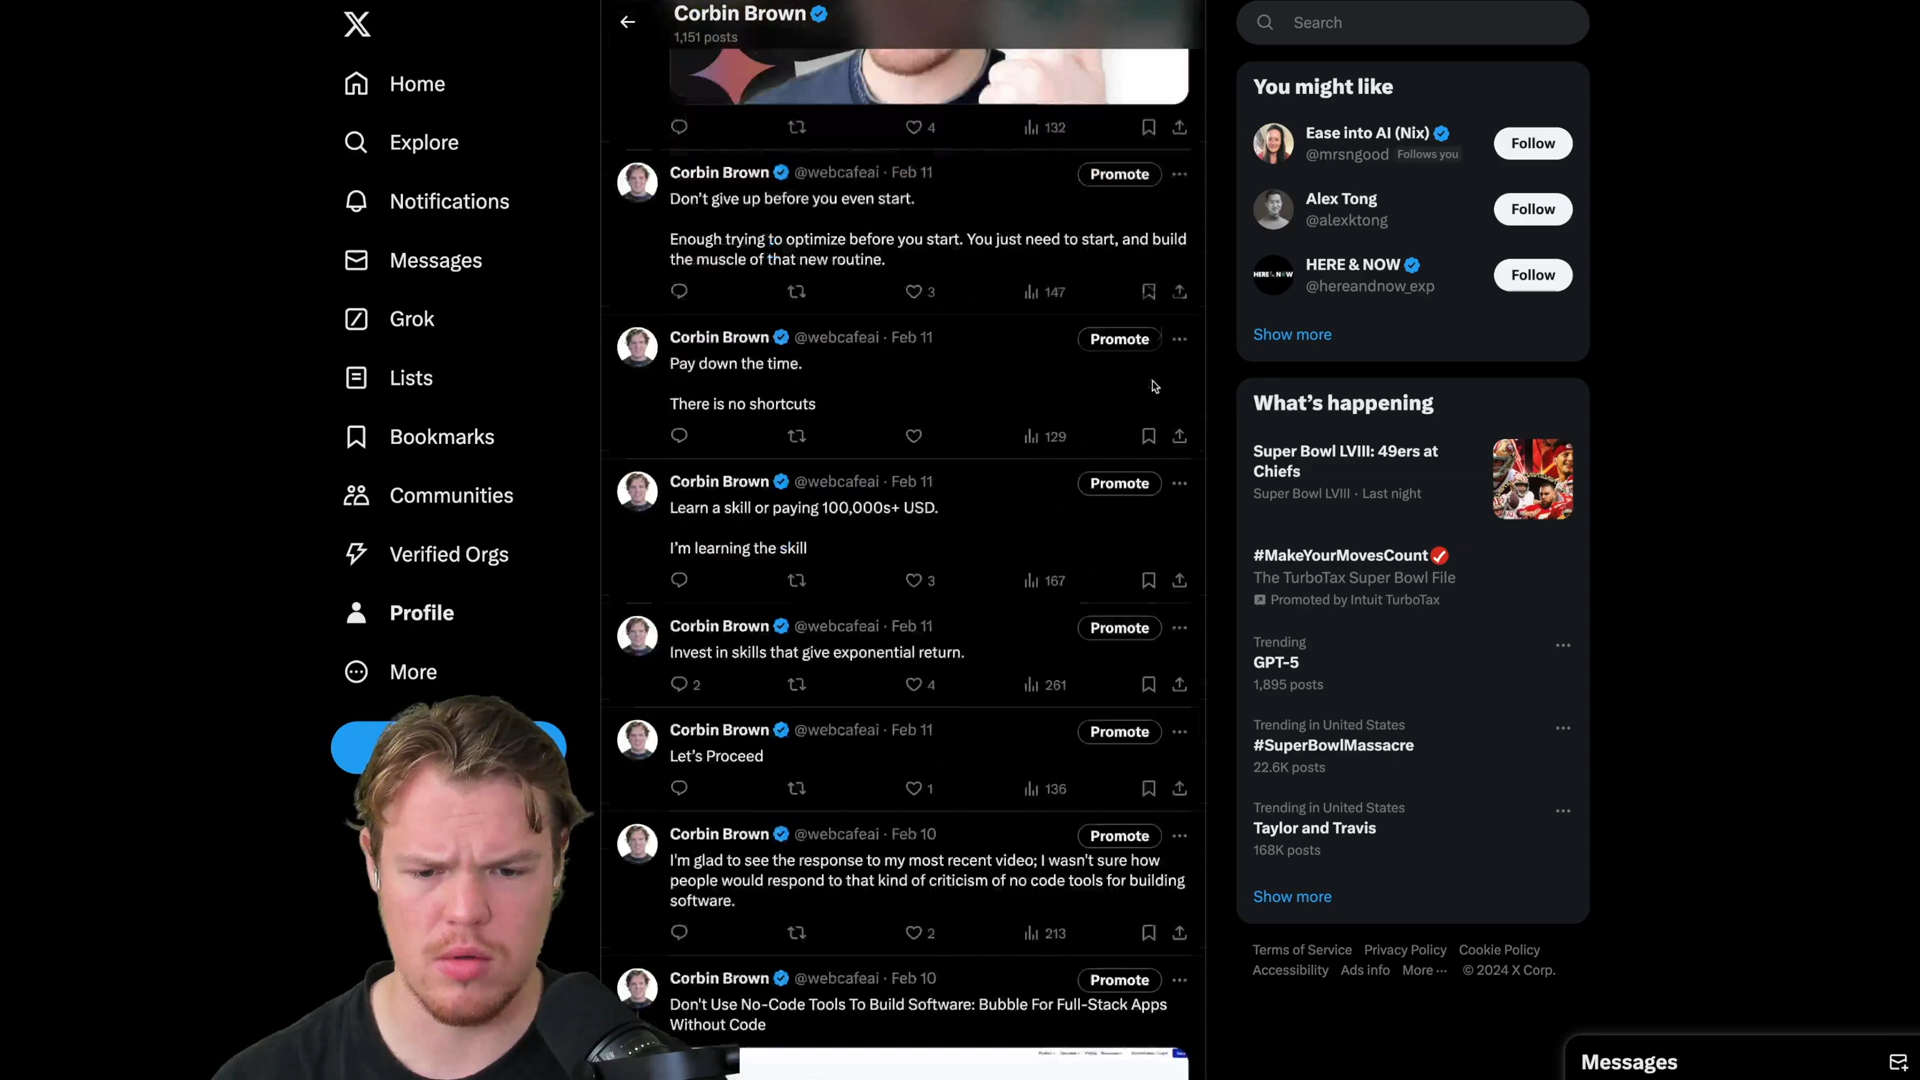 Home
Explore
Notifications
Messages
Grok
Lists
Bookmarks
Communities
Verified Orgs
Profile
More
Corbin Brown
1,151 posts
4
132
Corbin Brown @webcafeai · Feb 11
Promote
Don't give up before you even start.
Enough trying to optimize before you start. You just need to start, and build
the muscle of that new routine.
3
147
Corbin Brown @webcafeai · Feb 11
Promote
Pay down the time.
There is no shortcuts
129
Corbin Brown @webcafeai · Feb 11
Promote
Learn a skill or paying 100,000s+ USD.
I'm learning the skill
3
167
Corbin Brown @webcafeai · Feb 11
Promote
Invest in skills that give exponential return.
2
4
261
Corbin Brown @webcafeai · Feb 11
Promote
Let's Proceed
1
136
Corbin Brown @webcafeai · Feb 10
Promote
I'm glad to see the response to my most recent video; I wasn't sure how
people would respond to that kind of criticism of no code tools for building
software.
2
213
Corbin Brown @webcafeai · Feb 10
Promote
Don't Use No-Code Tools To Build Software: Bubble For Full-Stack Apps
Without Code
Search
You might like
Ease into AI (Nix)
@mrsngood Follows you
Follow
Alex Tong
@alexktong
Follow
HERE & NOW
HERE & NOW
@hereandnow_exp
Follow
Show more
What's happening
Super Bowl LVIII: 49ers at
Chiefs
Super Bowl LVIII · Last night
#MakeYourMovesCount
The TurboTax Super Bowl File
Promoted by Intuit TurboTax
Trending
GPT-5
1,895 posts
Trending in United States
#SuperBowlMassacre
22.6K posts
Trending in United States
Taylor and Travis
168K posts
Show more
Terms of Service Privacy Policy Cookie Policy
Accessibility Ads info More ··· © 2024 X Corp.
Messages